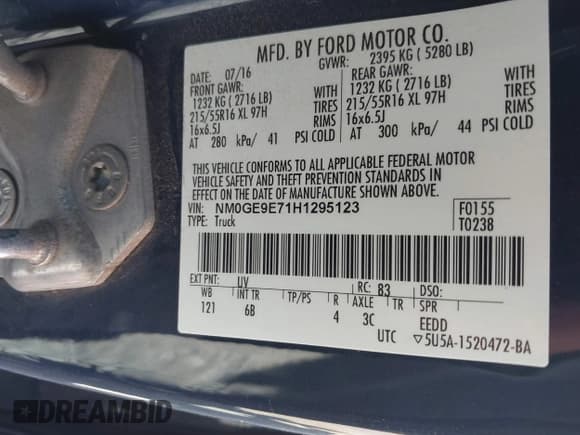 MFD. BY FORD MOTOR CO.
GVWR: 2395 KG ( 5280 LB)
DATE: 07/16
FRONT GAWR: REAR GAWR:
1232 KG ( 2716 LB) WITH 1232 KG ( 2716 LB) WITH
215/55R16 XL 97H TIRES 215/55R16 XL 97H TIRES
16x6.5J RIMS 16x6.5J RIMS
AT 280 kPa/ 41 PSI COLD AT 300 kPa/ 44 PSI COLD
THIS VEHICLE CONFORMS TO ALL APPLICABLE FEDERAL MOTOR
VEHICLE SAFETY AND THEFT PREVENTION STANDARDS IN
EFFECT ON THE DATE OF MANUFACTURE SHOWN ABOVE.
VIN: NM0GE9E71H1295123 F0155
TYPE: Truck T0238
EXT PNT: UV RC: 83 DSO:
WB INT TR TP/PS R AXLE TR SPR
121 6B 4 3C EEDD
UTC ▽5U5A-1520472-BA
DREAMBID